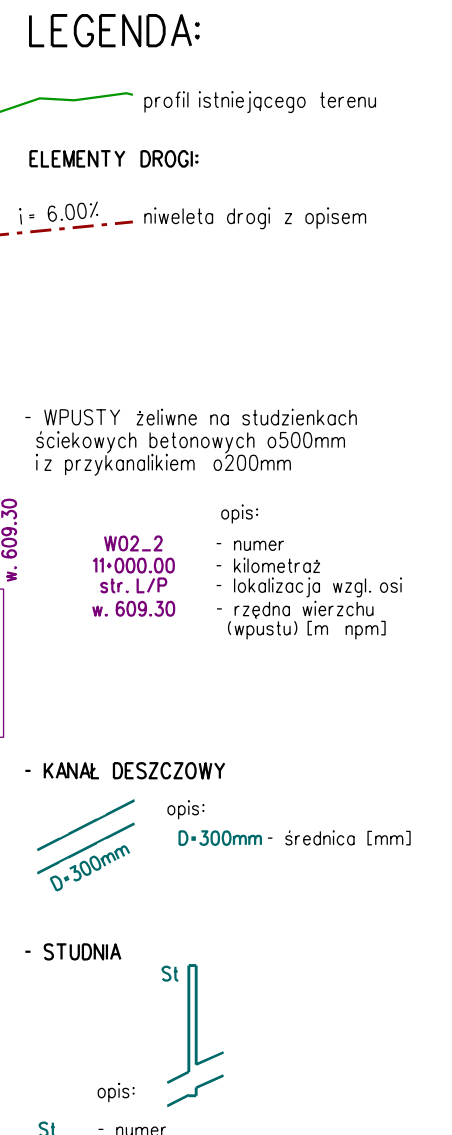 LEGENDA:
profil istniejącego terenu
ELEMENTY DROGI:
i = 6.00%
niweleta drogi z opisem
- WPUSTY żeliwne na studzienkach
ściekowych betonowych o500mm
i z przykanalikiem o200mm
w. 609.30
opis:
W02_2 - numer
11+000.00 - kilometraż
str. L/P - lokalizacja wzgl. osi
w. 609.30 - rzędna wierzchu
(wpustu) [m npm]
- KANAŁ DESZCZOWY
opis:
D=300mm - średnica [mm]
D=300mm
- STUDNIA
St
opis:
St - numer